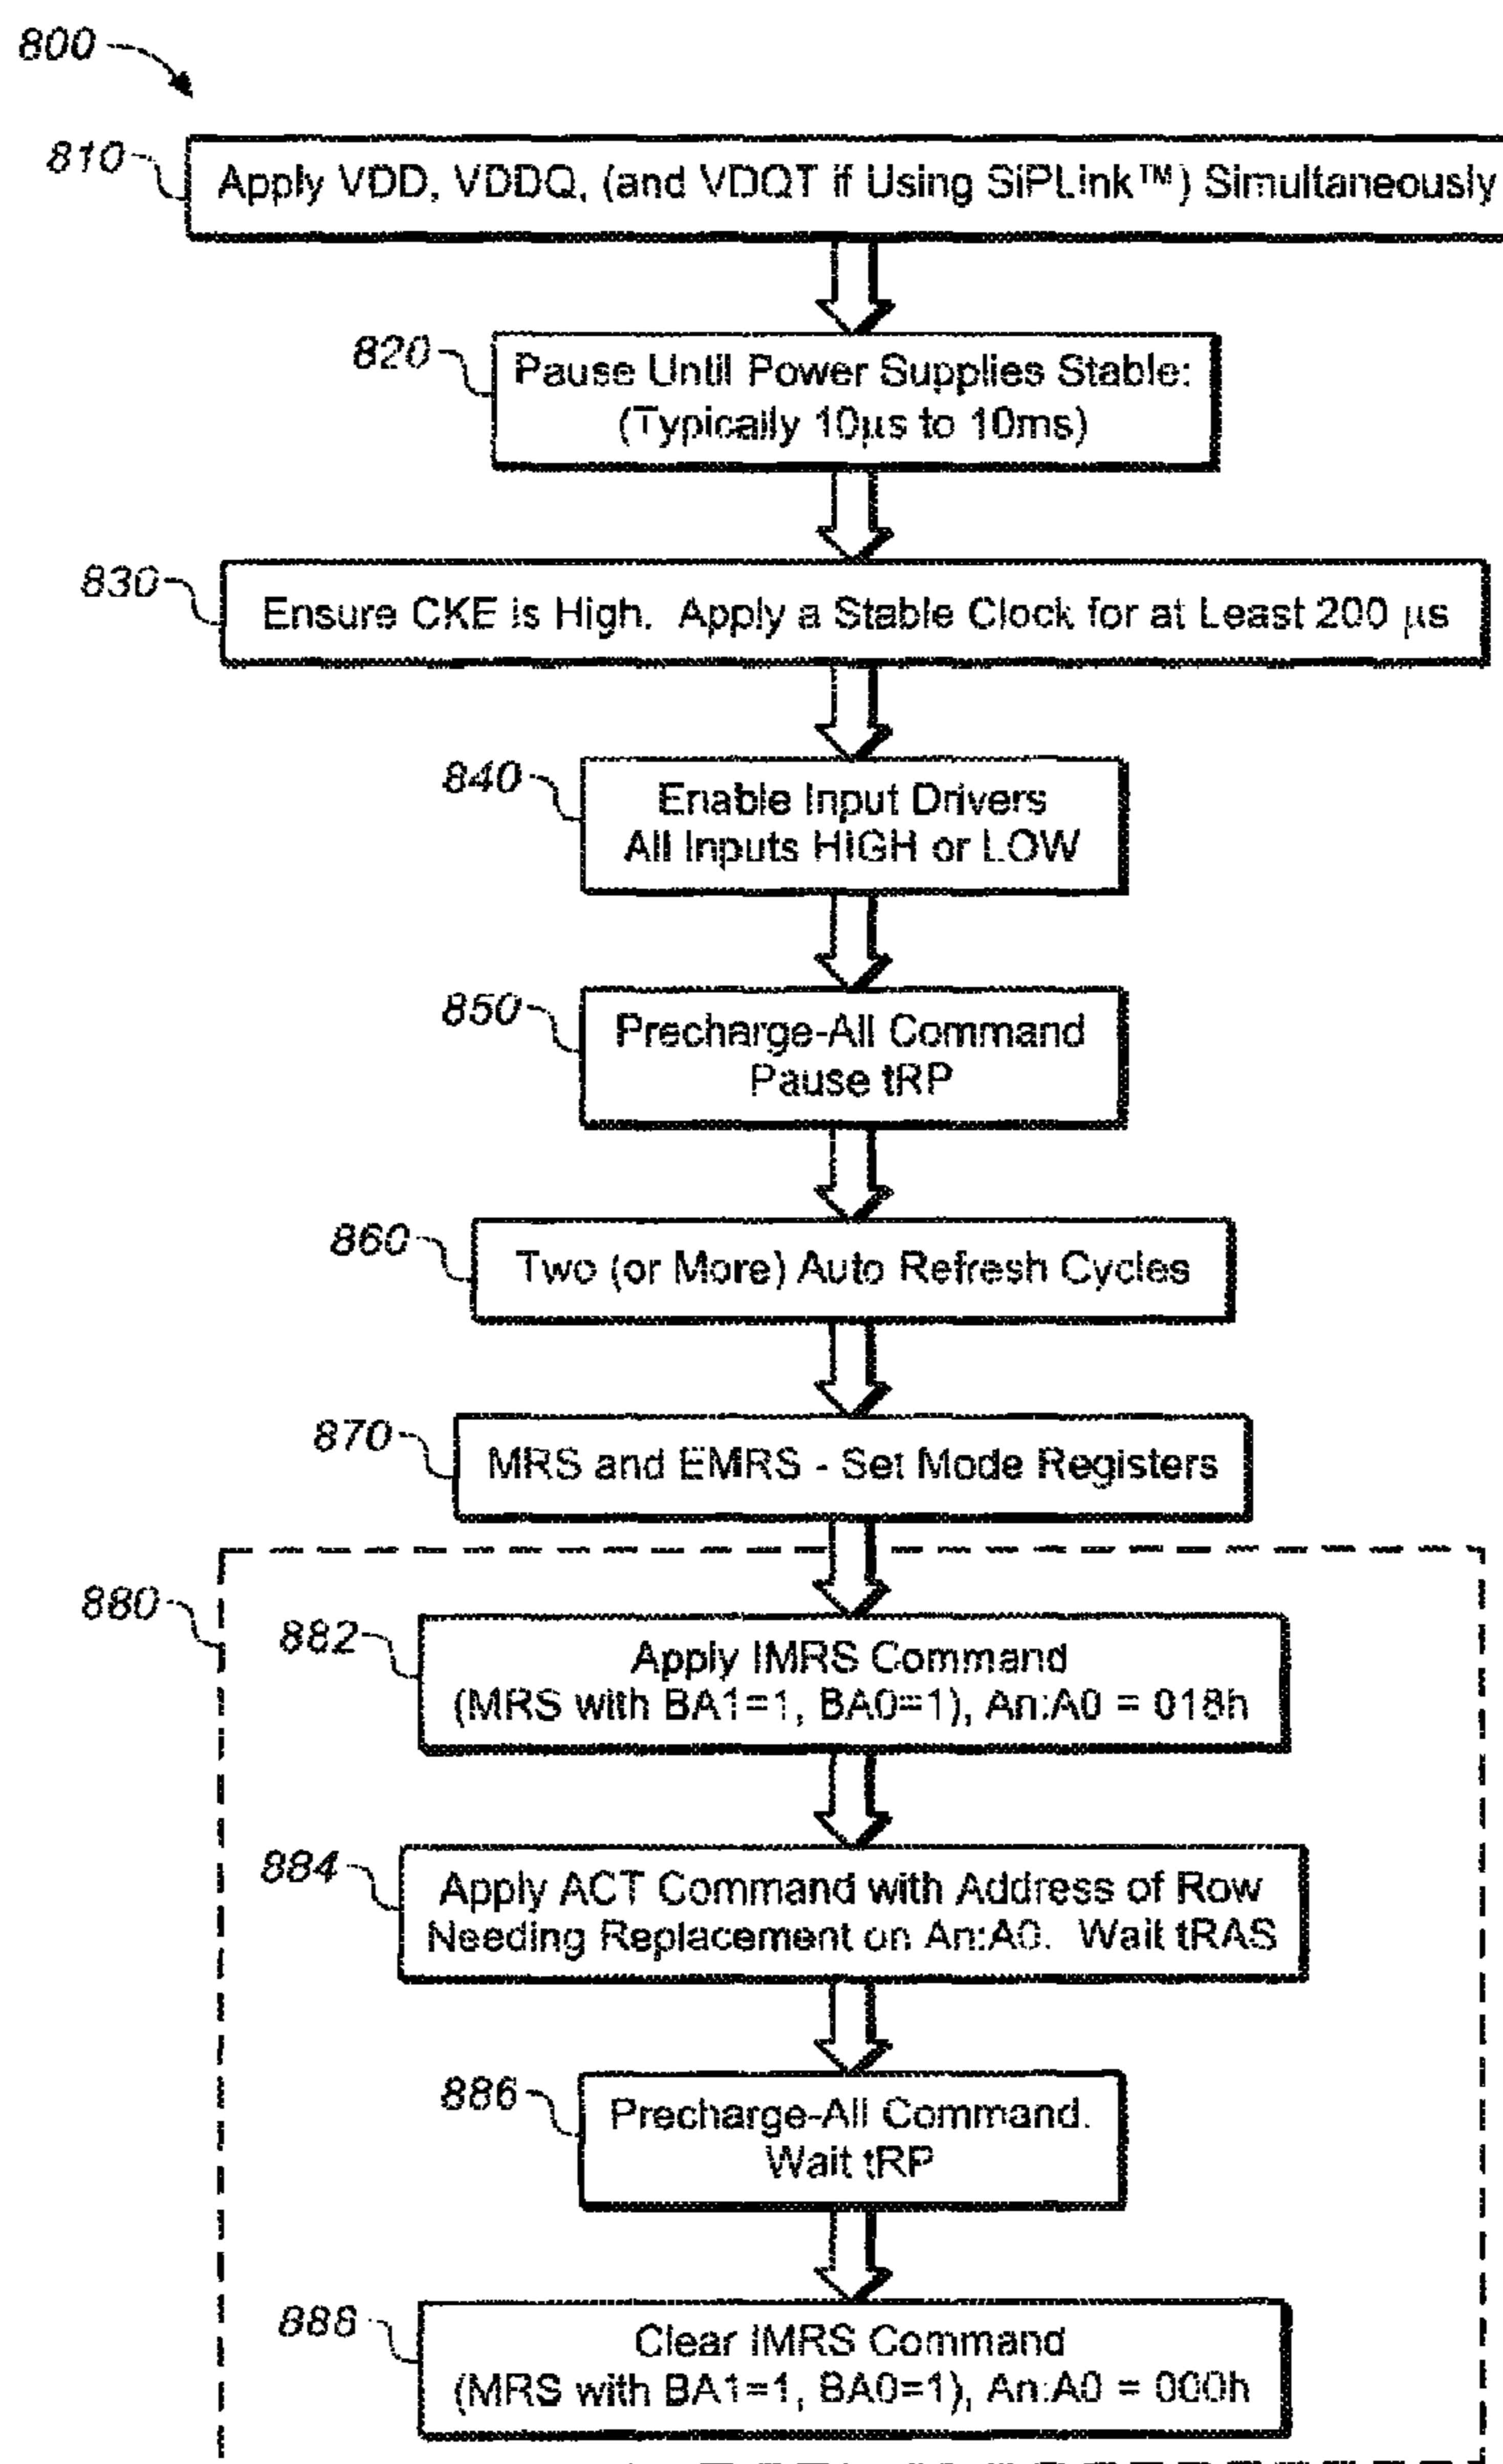 800
810
Apply VDD, VDDQ, (and VDQT if Using SiPLink™) Simultaneously
820
Pause Until Power Supplies Stable:
(Typically 10µs to 10ms)
830
Ensure CKE is High. Apply a Stable Clock for at Least 200 µs
840
Enable Input Drivers
All Inputs HIGH or LOW
850
Precharge-All Command
Pause tRP
860
Two (or More) Auto Refresh Cycles
870
MRS and EMRS - Set Mode Registers
880
882
Apply IMRS Command
(MRS with BA1=1, BA0=1), An:A0 = 018h
884
Apply ACT Command with Address of Row
Needing Replacement on An:A0. Wait tRAS
886
Precharge-All Command.
Wait tRP
888
Clear IMRS Command
(MRS with BA1=1, BA0=1), An:A0 = 000h